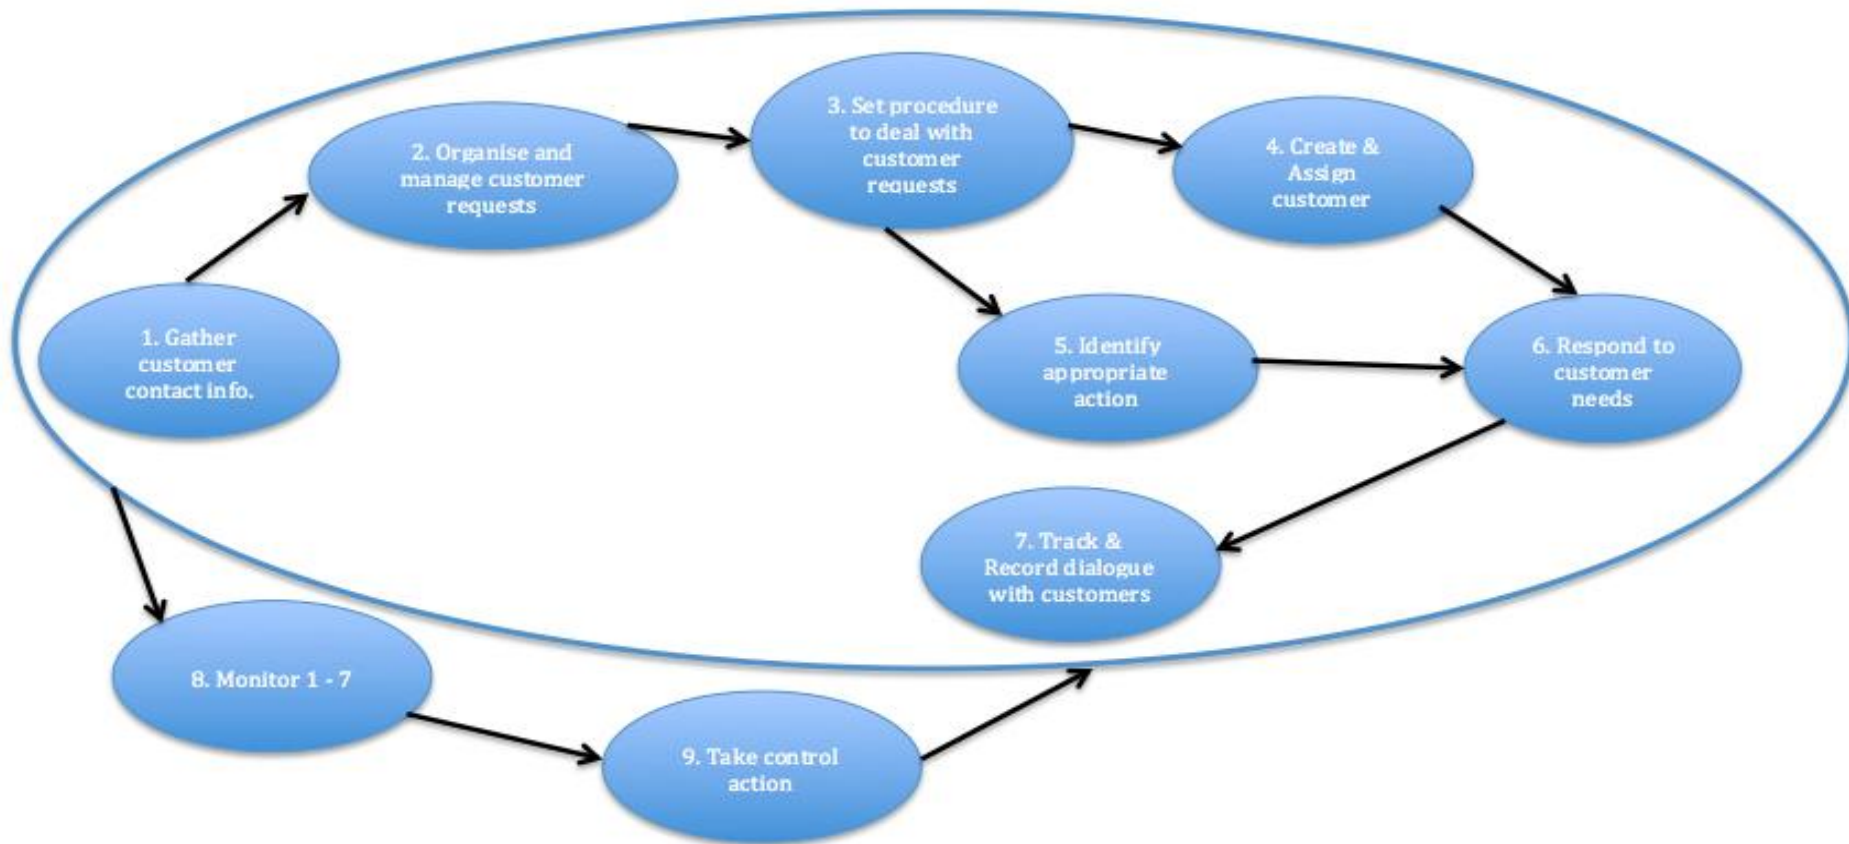 1. Gather
customer
contact info.
2. Organise and
manage customer
requests
3. Set procedure
to deal with
customer
requests
4. Create &
Assign
customer
5. Identify
appropriate
action
6. Respond to
customer
needs
7. Track &
Record dialogue
with customers
8. Monitor 1 - 7
9. Take control
action